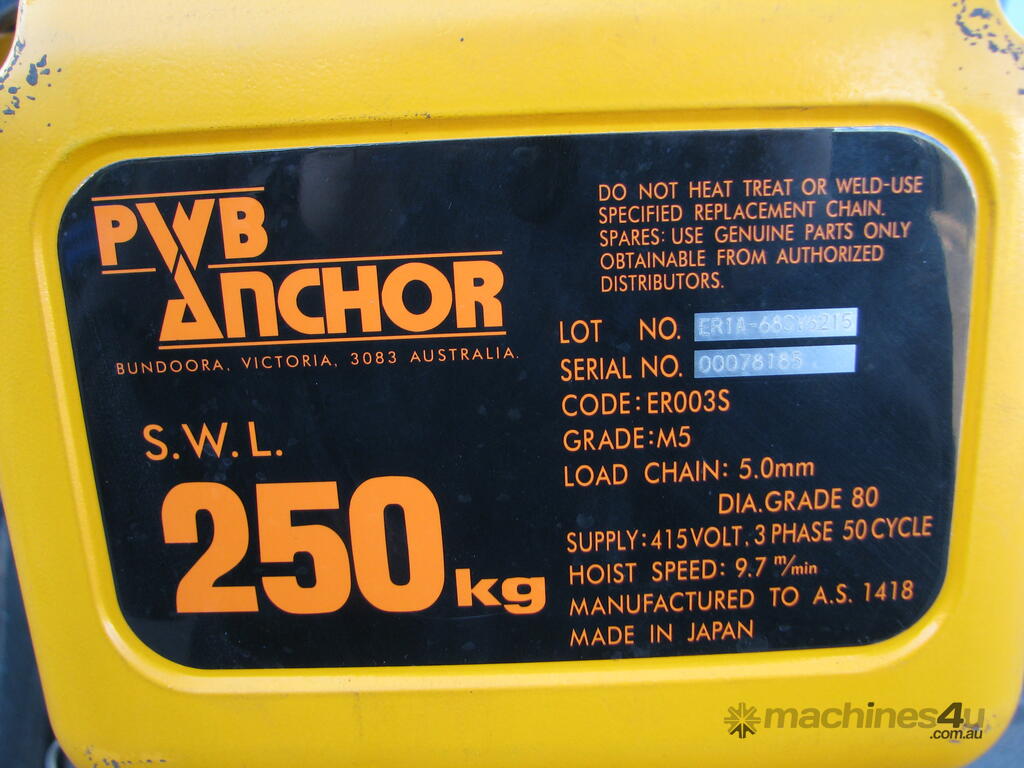 PWB
ANCHOR
BUNDOORA, VICTORIA, 3083 AUSTRALIA.
S.W.L.
250 kg
DO NOT HEAT TREAT OR WELD-USE
SPECIFIED REPLACEMENT CHAIN.
SPARES: USE GENUINE PARTS ONLY
OBTAINABLE FROM AUTHORIZED
DISTRIBUTORS.
LOT NO.
SERIAL NO. 00078185
CODE: ER003S
GRADE: M5
LOAD CHAIN: 5.0mm
DIA. GRADE 80
SUPPLY: 415 VOLT, 3 PHASE 50 CYCLE
HOIST SPEED: 9.7 m/min
MANUFACTURED TO A.S. 1418
MADE IN JAPAN
machines4u
.com.au